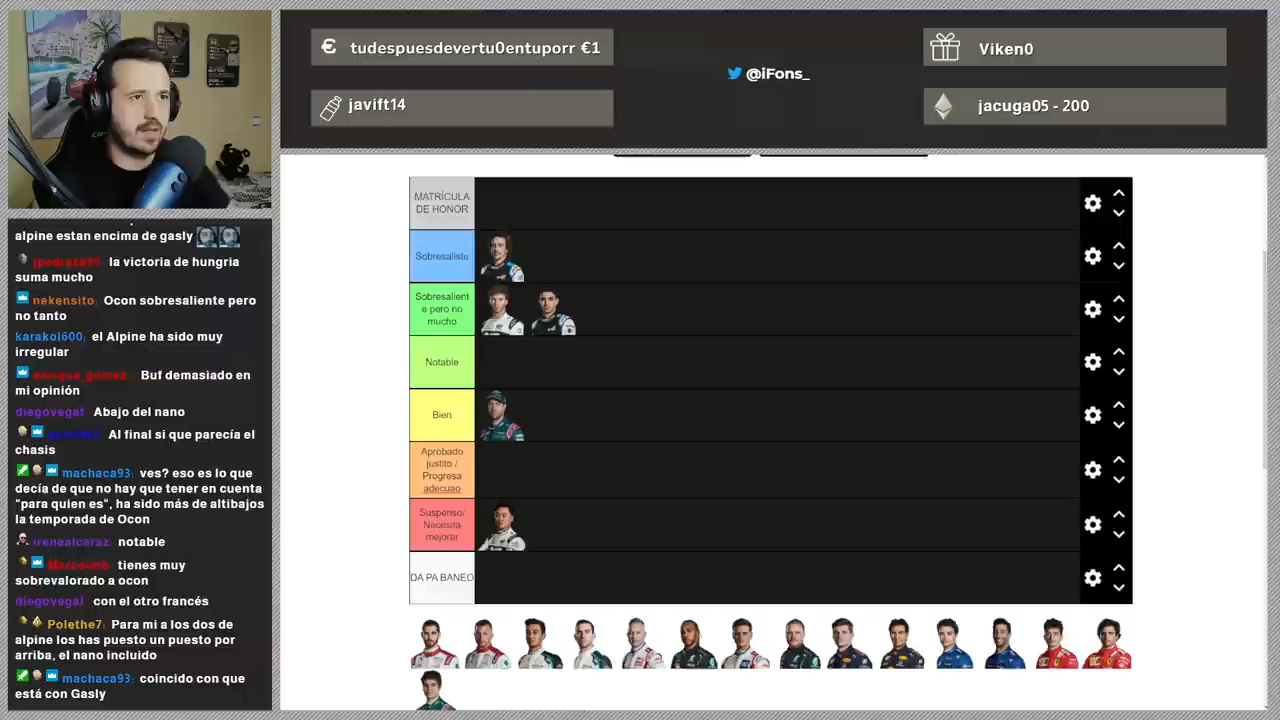 € tudespuesdevertu0entuporr €1
javift14
@iFons_
Viken0
jacuga05 - 200
alpine estan encima de gasly
jpedraza95: la victoria de hungria
suma mucho
nekensito: Ocon sobresaliente pero
no tanto
karakol600: el Alpine ha sido muy
irregular
enrique_gomez: Buf demasiado en
mi opinión
diegovega!: Abajo del nano
Al final si que parecía el
chasis
machaca93: ves? eso es lo que
decía de que no hay que tener en cuenta
"para quien es", ha sido más de altibajos
la temporada de Ocon
irenealcaraz: notable
tienes muy
sobrevalorado a ocon
diegovega!: con el otro francés
Polethe7: Para mi a los dos de
alpine los has puesto un puesto por
arriba, el nano incluido
machaca93: coincido con que
está con Gasly
MATRÍCULA
DE HONOR
Sobresaliste
Sobresalient
e pero no
mucho
Notable
Bien
Aprobado
justito /
Progresa
adecuao
Suspenso/
Necesita
mejorar
DA PA BANEO